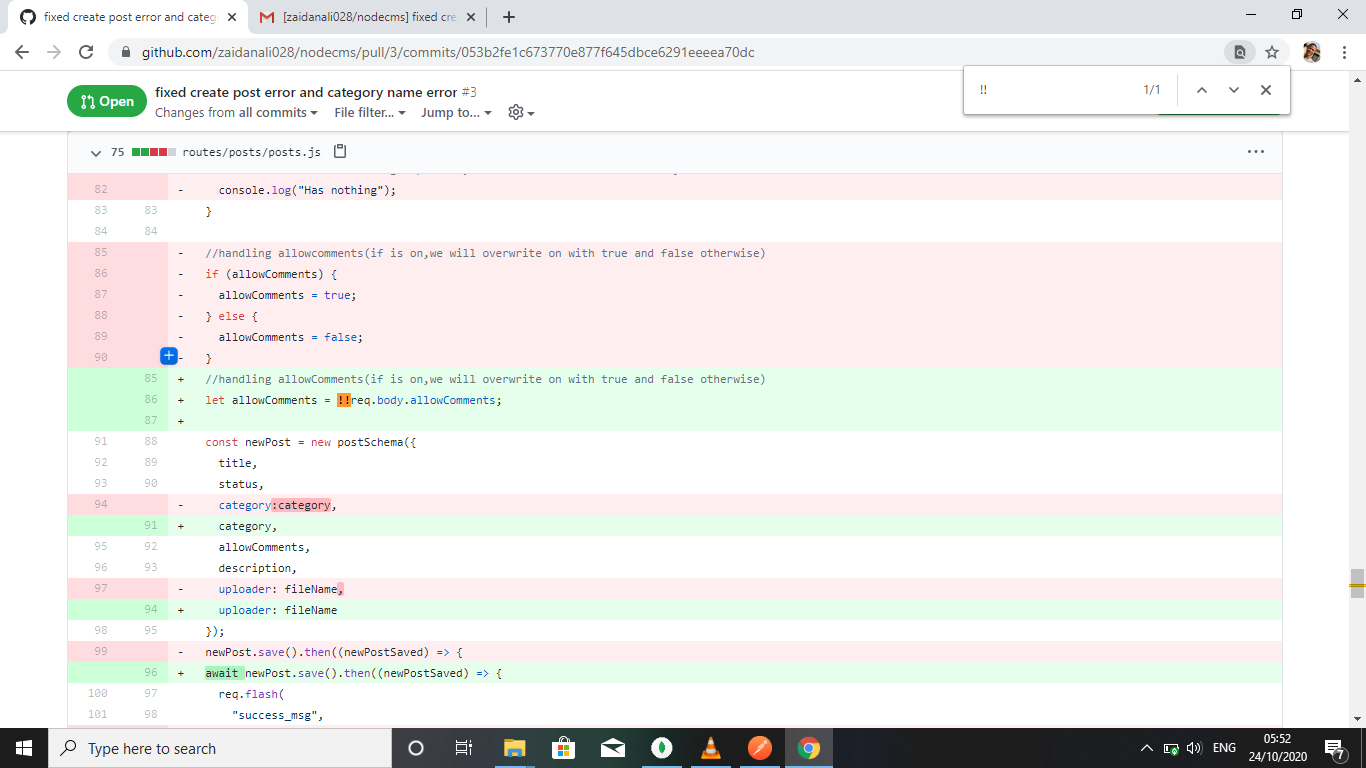 fixed create post error and categ
[zaidanali028/nodecms] fixed cre
github.com/zaidanali028/nodecms/pull/3/commits/053b2fe1c673770e877f645dbce6291eeeea70dc
!! 1/1
Open
fixed create post error and category name error #3
Changes from all commits File filter... Jump to...
75 routes/posts/posts.js
82 - console.log("Has nothing");
83 83 }
84 84
85 - //handling allowcomments(if is on,we will overwrite on with true and false otherwise)
86 - if (allowComments) {
87 - allowComments = true;
88 - } else {
89 - allowComments = false;
90 - }
85 + //handling allowComments(if is on,we will overwrite on with true and false otherwise)
86 + let allowComments = !!req.body.allowComments;
87 +
91 88 const newPost = new postSchema({
92 89 title,
93 90 status,
94 - category:category,
91 + category,
95 92 allowComments,
96 93 description,
97 - uploader: fileName,
94 + uploader: fileName
98 95 });
99 - newPost.save().then((newPostSaved) => {
96 + await newPost.save().then((newPostSaved) => {
100 97 req.flash(
101 98 "success_msg",
Type here to search
ENG
05:52
24/10/2020
7